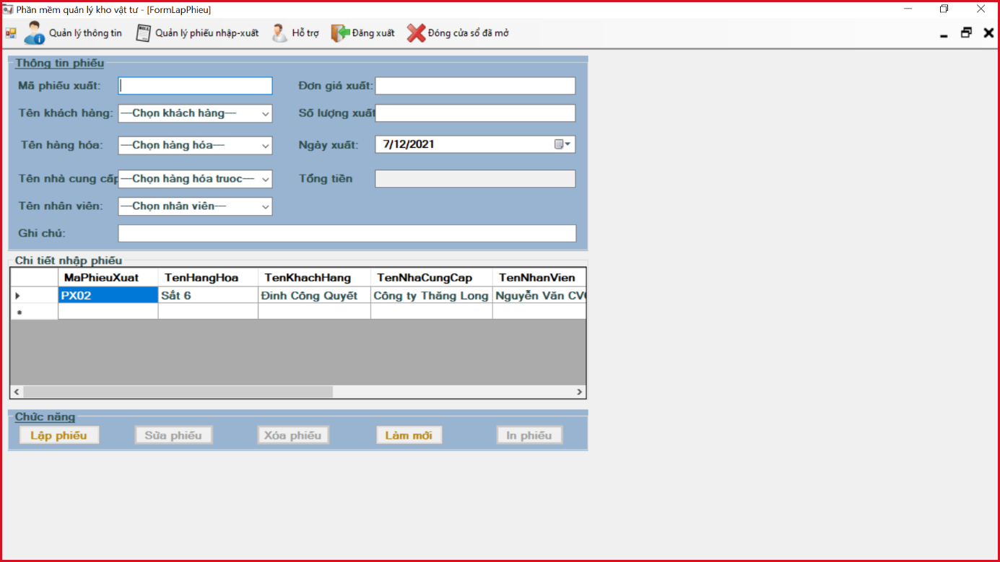 Phần mềm quản lý kho vật tư - [FormLapPhieu]
Quản lý thông tin Quản lý phiếu nhập-xuất Hỗ trợ Đăng xuất Đóng cửa sổ đã mở
Thông tin phiếu
Mã phiếu xuất: Đơn giá xuất:
Tên khách hàng: ---Chọn khách hàng--- Số lượng xuất
Tên hàng hóa: ---Chọn hàng hóa--- Ngày xuất: 7/12/2021
Tên nhà cung cấp ---Chọn hàng hóa truoc--- Tổng tiền
Tên nhân viên: ---Chọn nhân viên---
Ghi chú:
Chi tiết nhập phiếu
MaPhieuXuat TenHangHoa TenKhachHang TenNhaCungCap TenNhanVien
PX02 Sắt 6 Đinh Công Quyết Công ty Thăng Long Nguyễn Văn CV
Chức năng
Lập phiếu Sửa phiếu Xóa phiếu Làm mới In phiếu